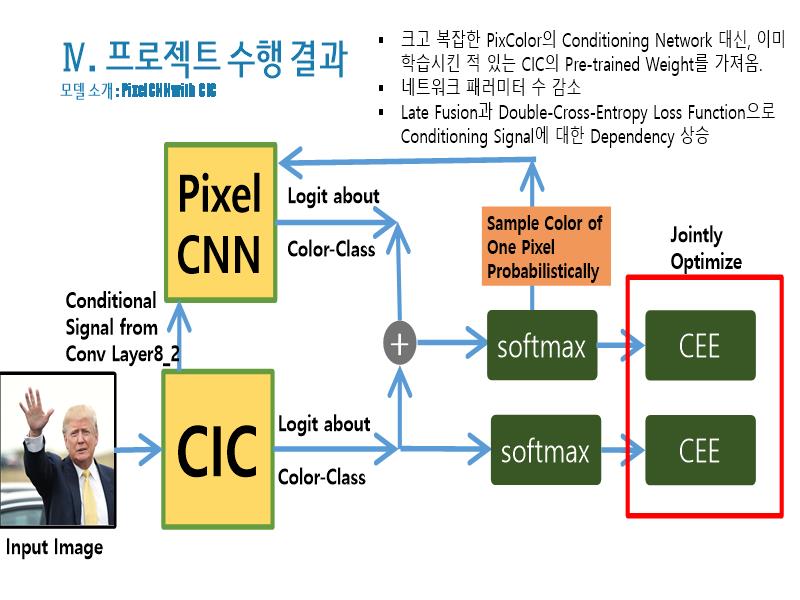 Ⅳ. 프로젝트 수행 결과
모델 소개 : PixelCNN with CIC
▪ 크고 복잡한 PixColor의 Conditioning Network 대신, 이미
학습시킨 적 있는 CIC의 Pre-trained Weight를 가져옴.
▪ 네트워크 패러미터 수 감소
▪ Late Fusion과 Double-Cross-Entropy Loss Function으로
Conditioning Signal에 대한 Dependency 상승
Pixel
CNN
Logit about
Color-Class
Sample Color of
One Pixel
Probabilistically
Jointly
Optimize
Conditional
Signal from
Conv Layer8_2
+
softmax
CEE
CIC
Logit about
Color-Class
softmax
CEE
Input Image